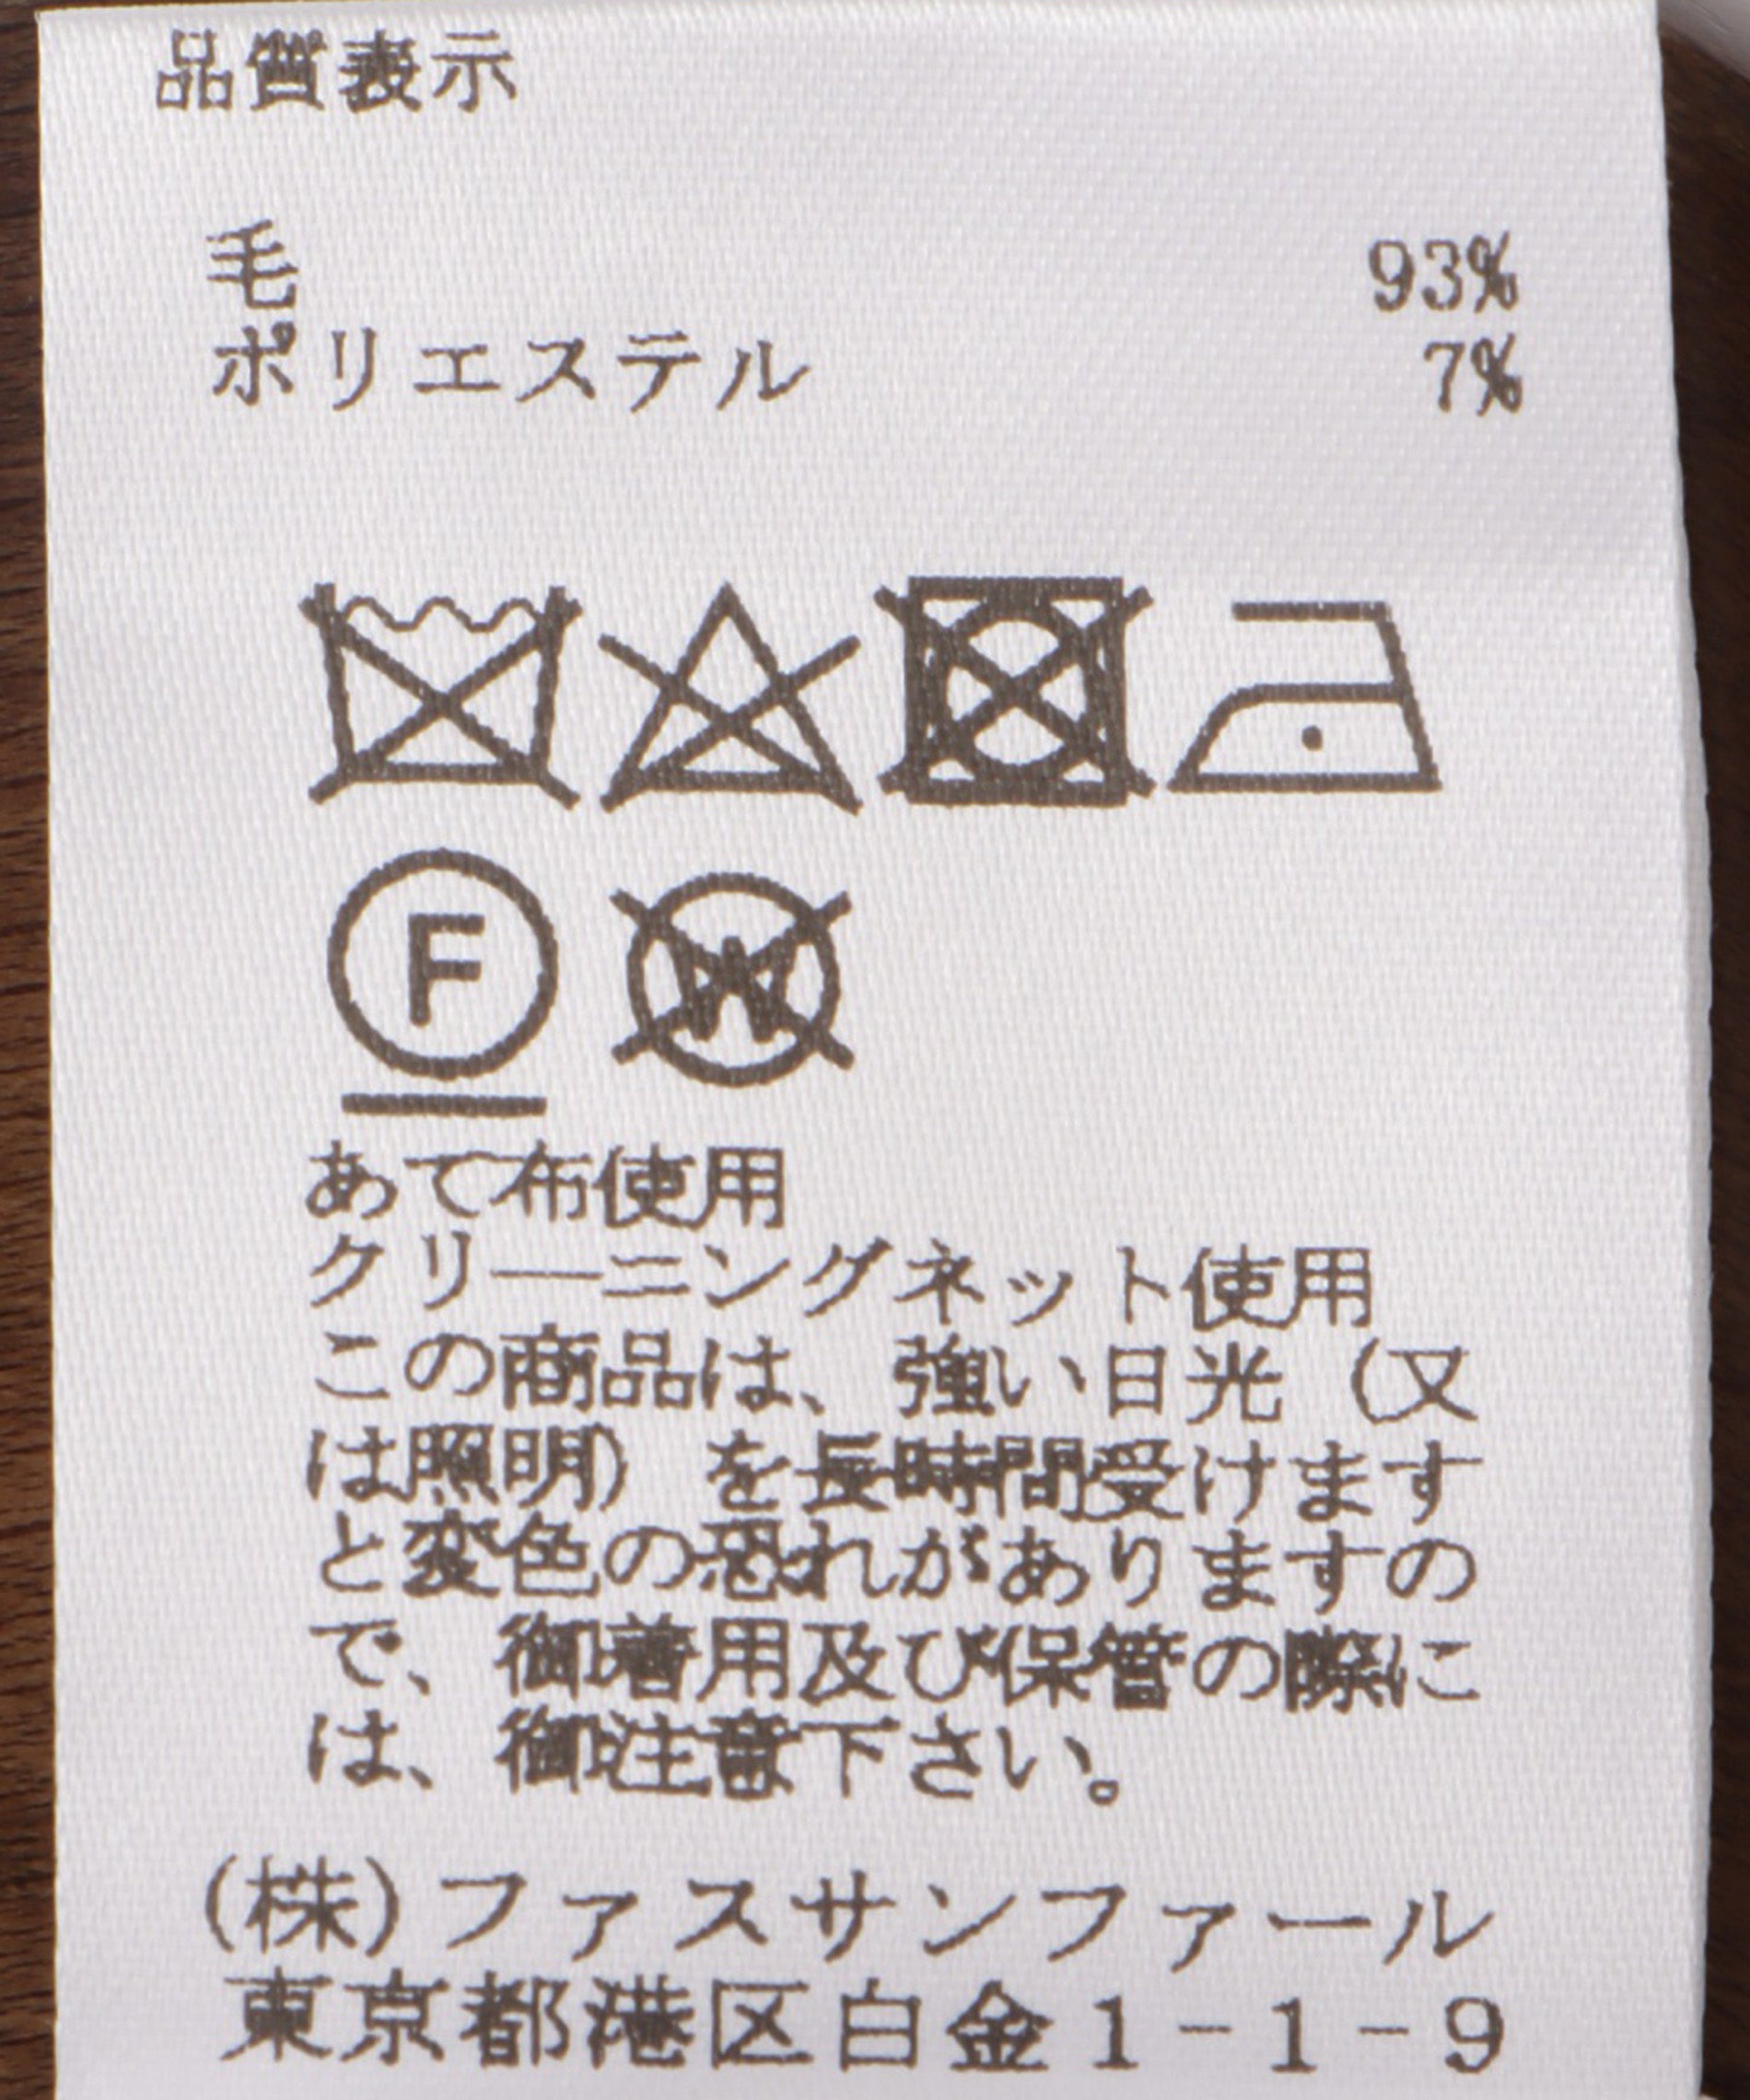 品質表示
毛 93%
ポリエステル 7%
F
W
あて布使用
クリーニングネット使用
この商品は、強い日光（又
は照明）を長時間受けます
と変色の恐れがありますの
で、御着用及び保管の際に
は、御注意下さい。
(株)ファスサンファール
東京都港区白金1-1-9